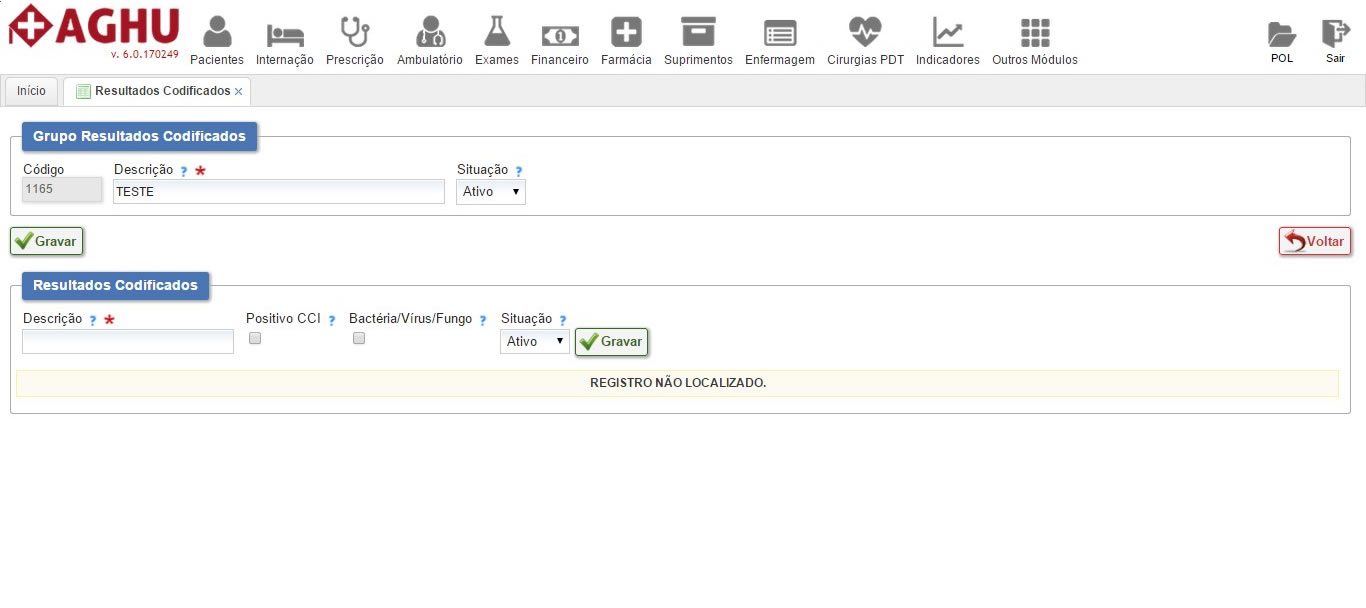 AGHU
v. 6.0.170249
Pacientes Internação Prescrição Ambulatório Exames Financeiro Farmácia Suprimentos Enfermagem Cirurgias PDT Indicadores Outros Módulos POL Sair
Início Resultados Codificados ×
Grupo Resultados Codificados
Código Descrição ? * Situação ?
1165 TESTE Ativo
Gravar Voltar
Resultados Codificados
Descrição ? * Positivo CCI ? Bactéria/Vírus/Fungo ? Situação ?
Ativo Gravar
REGISTRO NÃO LOCALIZADO.